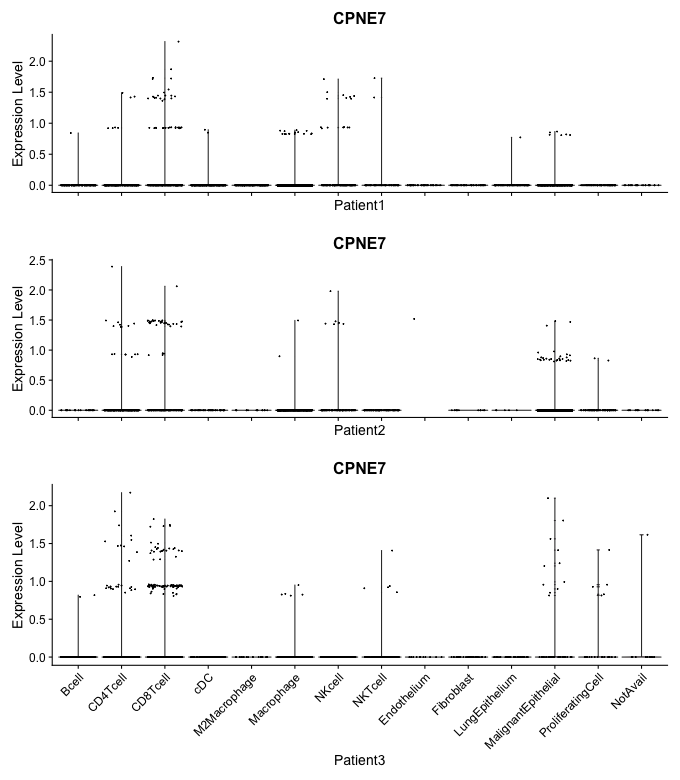 CPNE7
Expression Level
2.0
1.5
1.0
0.5
0.0
Patient1
CPNE7
Expression Level
2.5
2.0
1.5
1.0
0.5
0.0
Patient2
CPNE7
Expression Level
2.0
1.5
1.0
0.5
0.0
Bcell
CD4Tcell
CD8Tcell
cDC
M2Macrophage
Macrophage
NKcell
NKTcell
Endothelium
Fibroblast
LungEpithelium
MalignantEpithelial
ProliferatingCell
NotAvail
Patient3